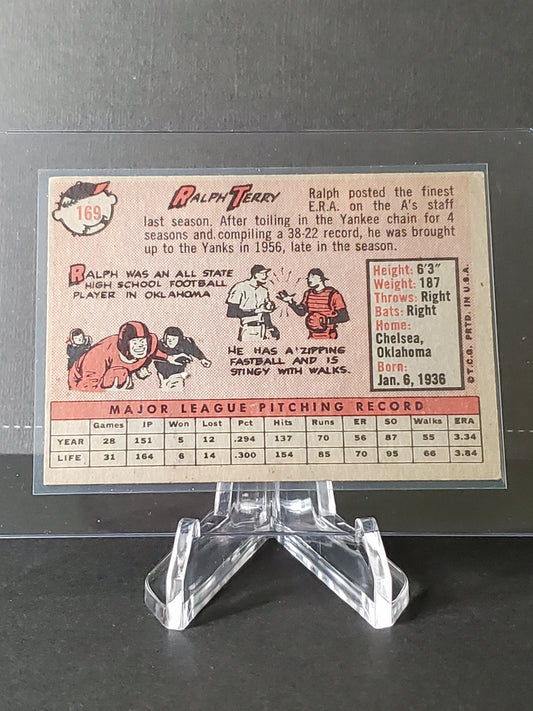 169
RALPH TERRY
Ralph posted the finest
E.R.A. on the A's staff
last season. After toiling in the Yankee chain for 4
seasons and compiling a 38-22 record, he was brought
up to the Yanks in 1956, late in the season.
RALPH WAS AN ALL STATE
HIGH SCHOOL FOOTBALL
PLAYER IN OKLAHOMA
HE HAS A ZIPPING
FASTBALL AND IS
STINGY WITH WALKS.
Height: 6'3"
Weight: 187
Throws: Right
Bats: Right
Home:
Chelsea,
Oklahoma
Born:
Jan. 6, 1936
©T.C.G. PRTD. IN U.S.A.
MAJOR LEAGUE PITCHING RECORD
Games IP Won Lost Pct Hits Runs ER SO Walks ERA
YEAR 28 151 5 12 .294 137 70 56 87 55 3.34
LIFE 31 164 6 14 .300 154 85 70 95 66 3.84